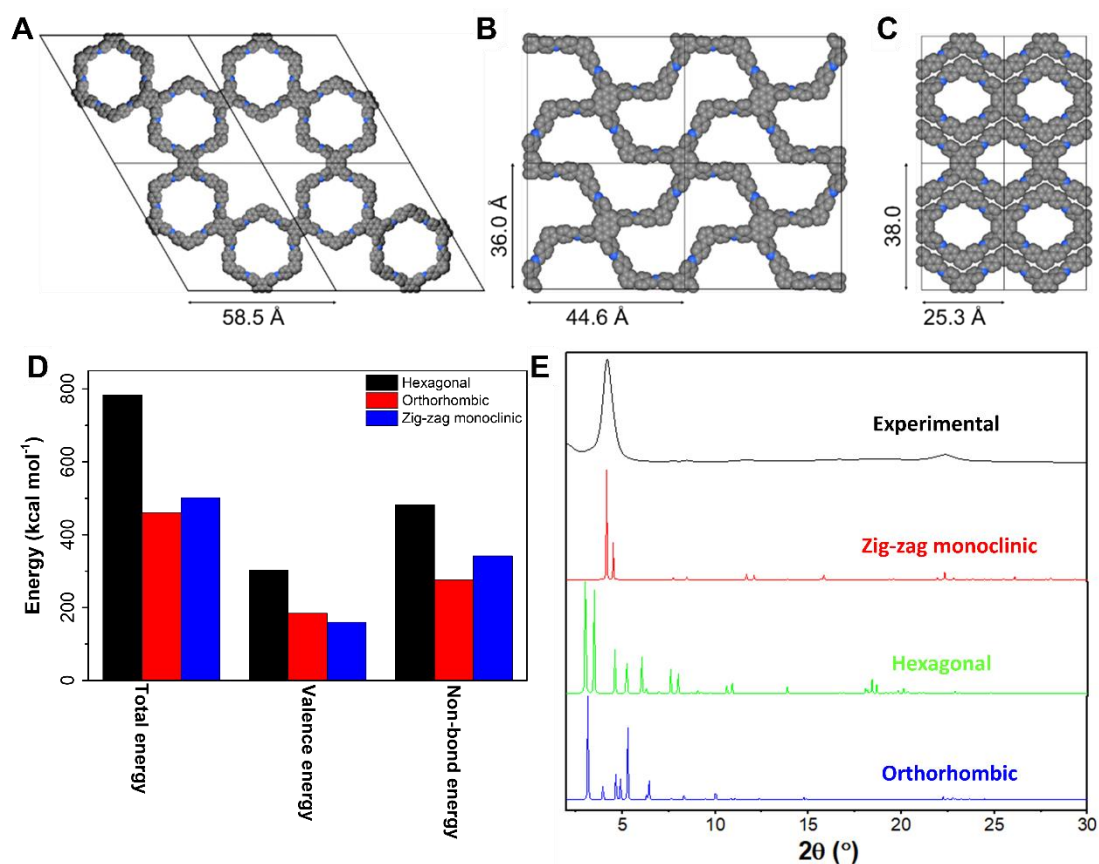 A
B
C
58.5 Å
36.0 Å
44.6 Å
38.0
25.3 Å
D
Energy (kcal mol⁻¹)
800
600
400
200
0
Hexagonal
Orthorhombic
Zig-zag monoclinic
Total energy
Valence energy
Non-bond energy
E
Experimental
Zig-zag monoclinic
Hexagonal
Orthorhombic
5 10 15 20 25 30
2θ (°)